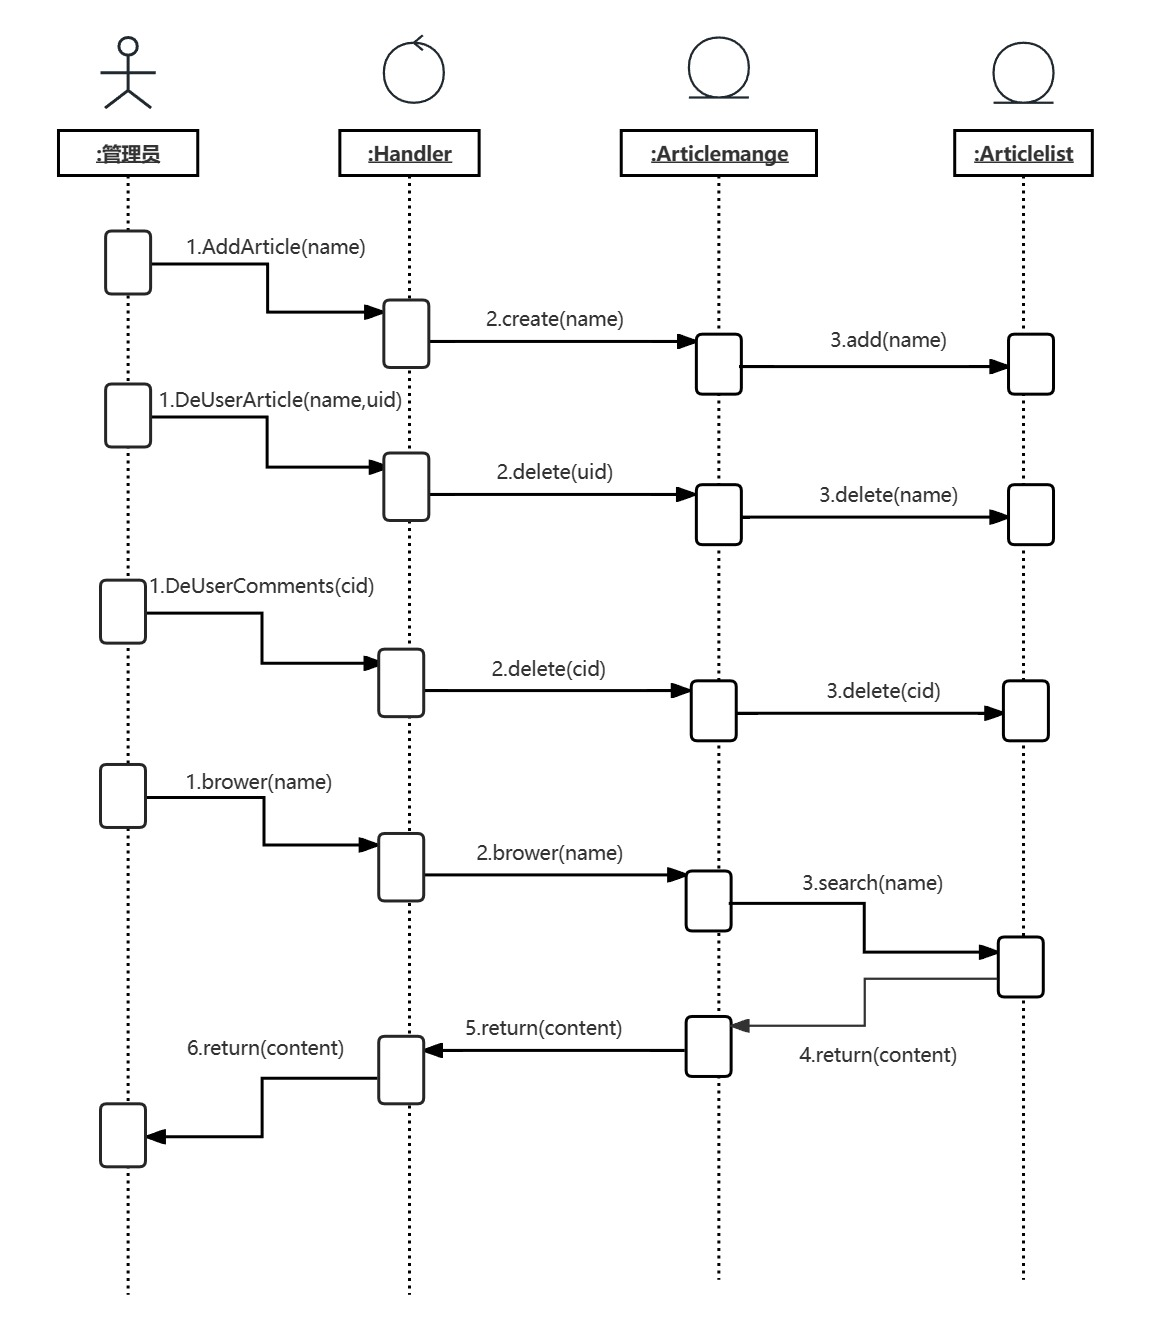 :管理员
:Handler
:Articlemange
:Articlelist
1.AddArticle(name)
2.create(name)
3.add(name)
1.DeUserArticle(name,uid)
2.delete(uid)
3.delete(name)
1.DeUserComments(cid)
2.delete(cid)
3.delete(cid)
1.brower(name)
2.brower(name)
3.search(name)
4.return(content)
5.return(content)
6.return(content)